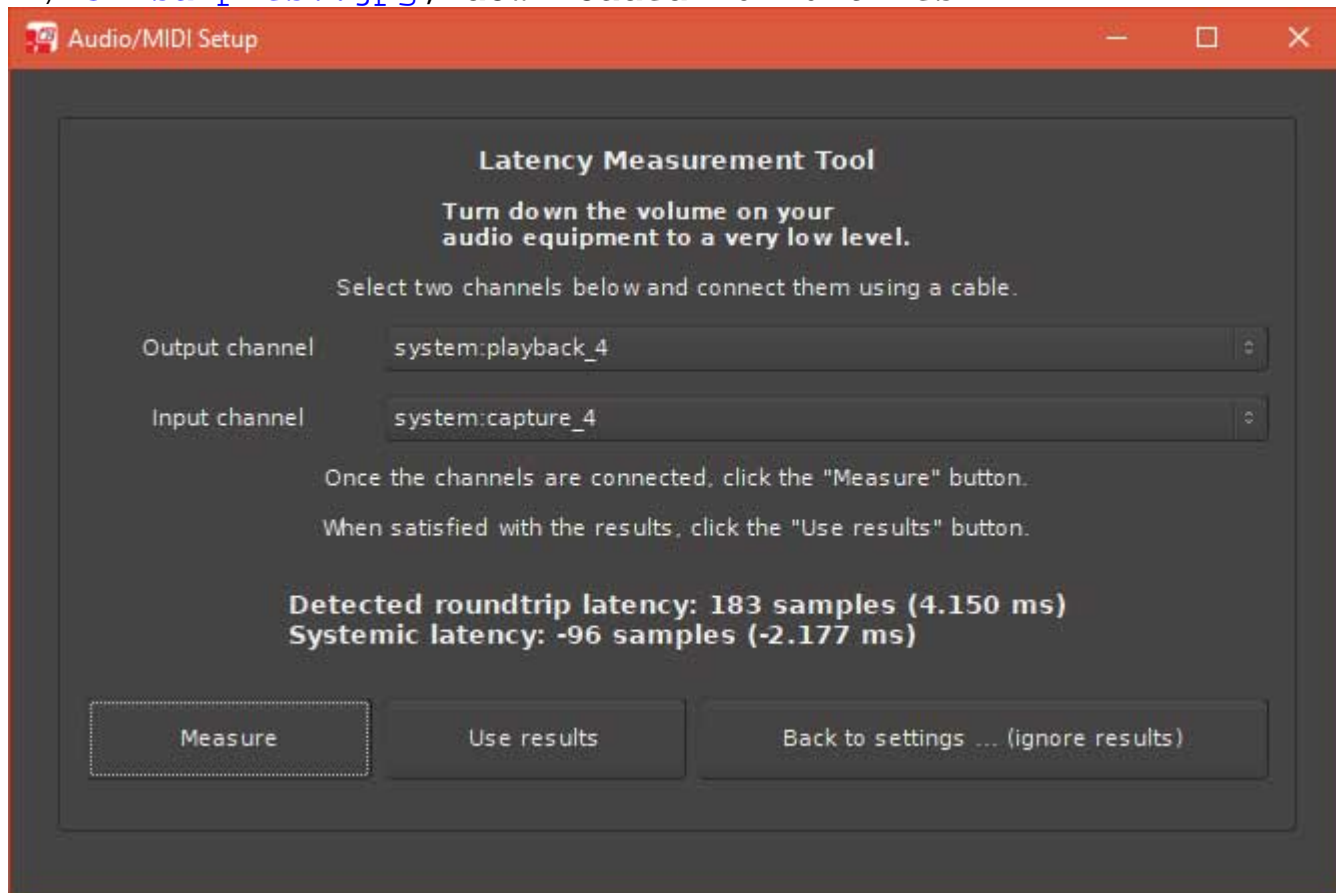 Audio/MIDI Setup
Latency Measurement Tool
Turn down the volume on your
audio equipment to a very low level.
Select two channels below and connect them using a cable.
Output channel system:playback_4
Input channel system:capture_4
Once the channels are connected, click the "Measure" button.
When satisfied with the results, click the "Use results" button.
Detected roundtrip latency: 183 samples (4.150 ms)
Systemic latency: -96 samples (-2.177 ms)
Measure Use results Back to settings ... (ignore results)